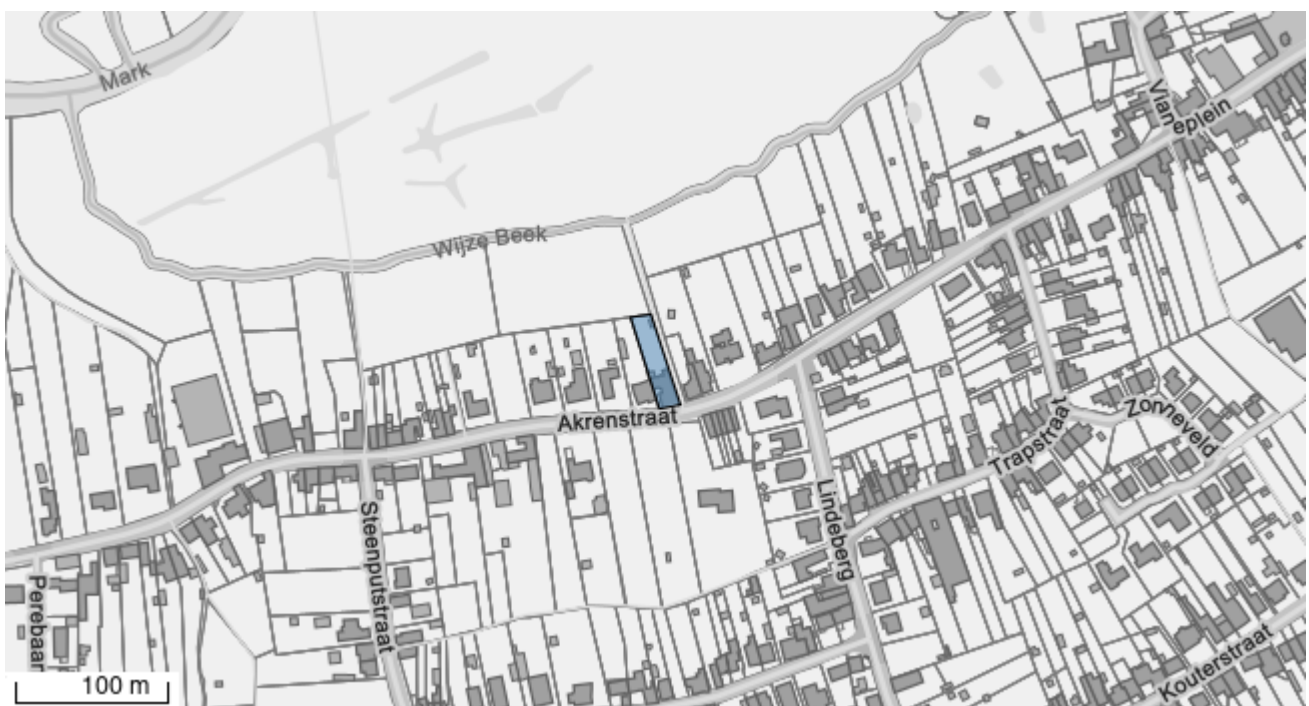 Mark
Vianeplein
Wijze Beek
Akrenstraat
Zonneveld
Trapstraat
Lindeberg
Steenputstraat
Perebaan
Kouterstraat
100 m